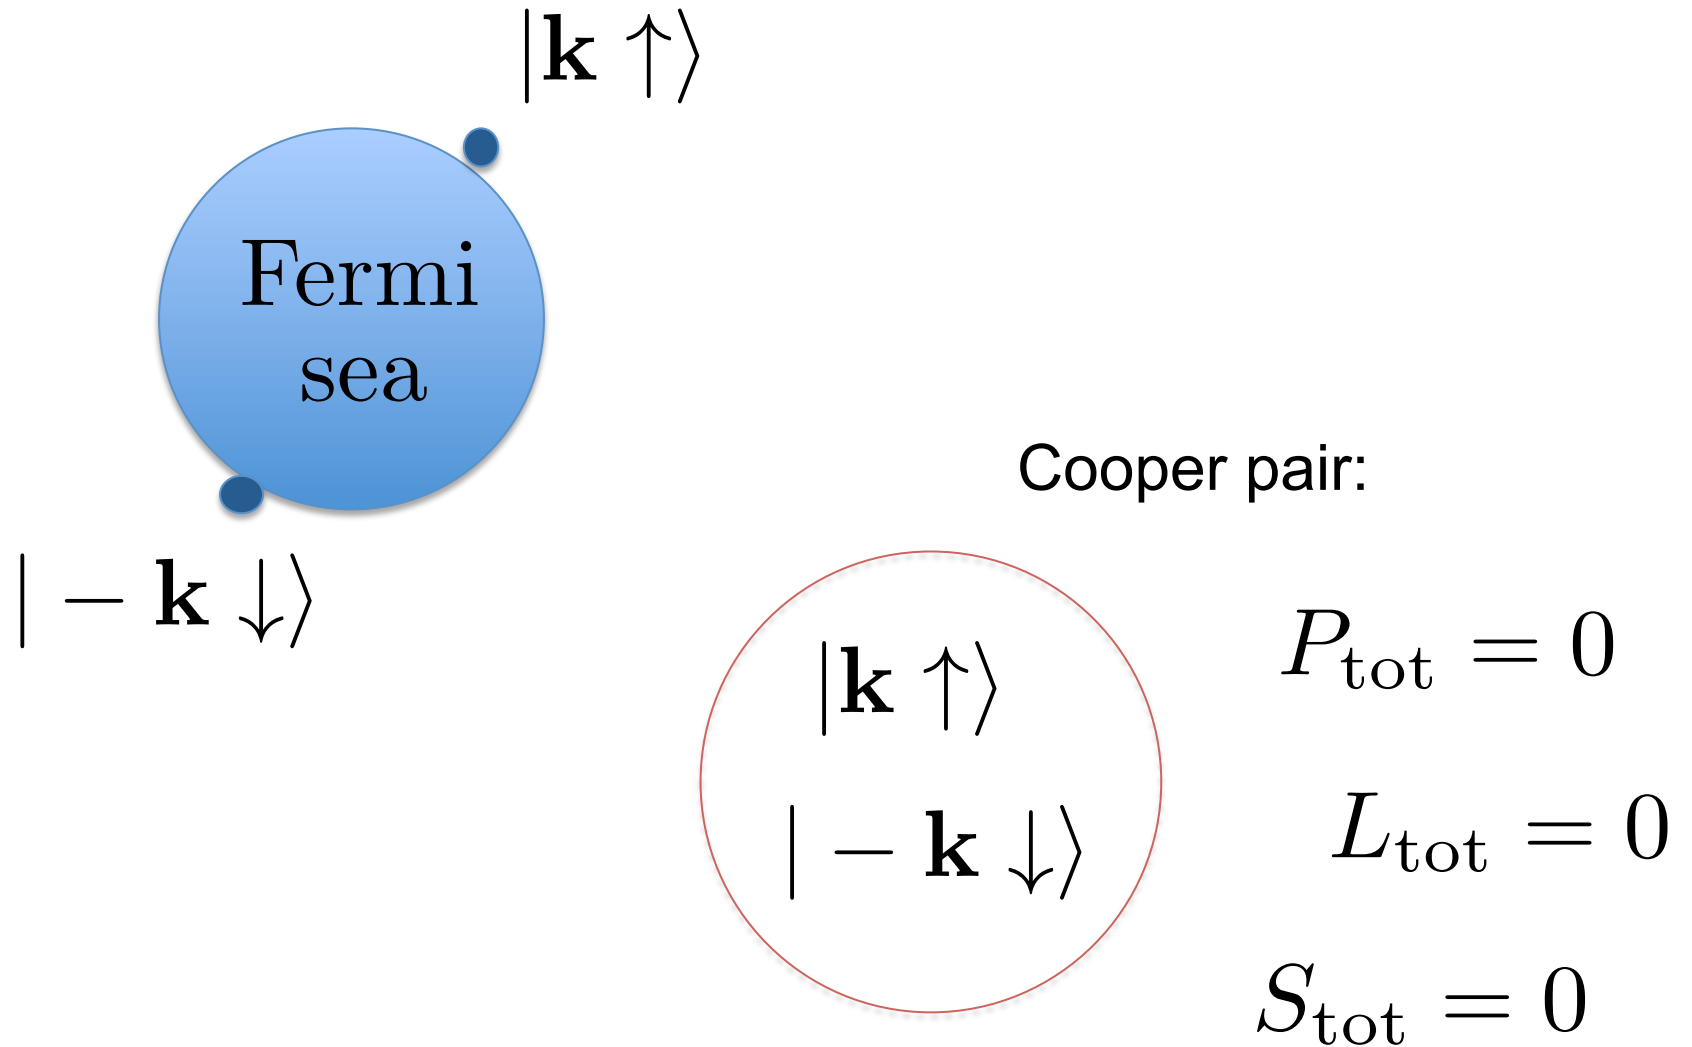 |k ↑⟩
Fermi
sea
|− k ↓⟩
Cooper pair:
|k ↑⟩
|− k ↓⟩
P_tot = 0
L_tot = 0
S_tot = 0